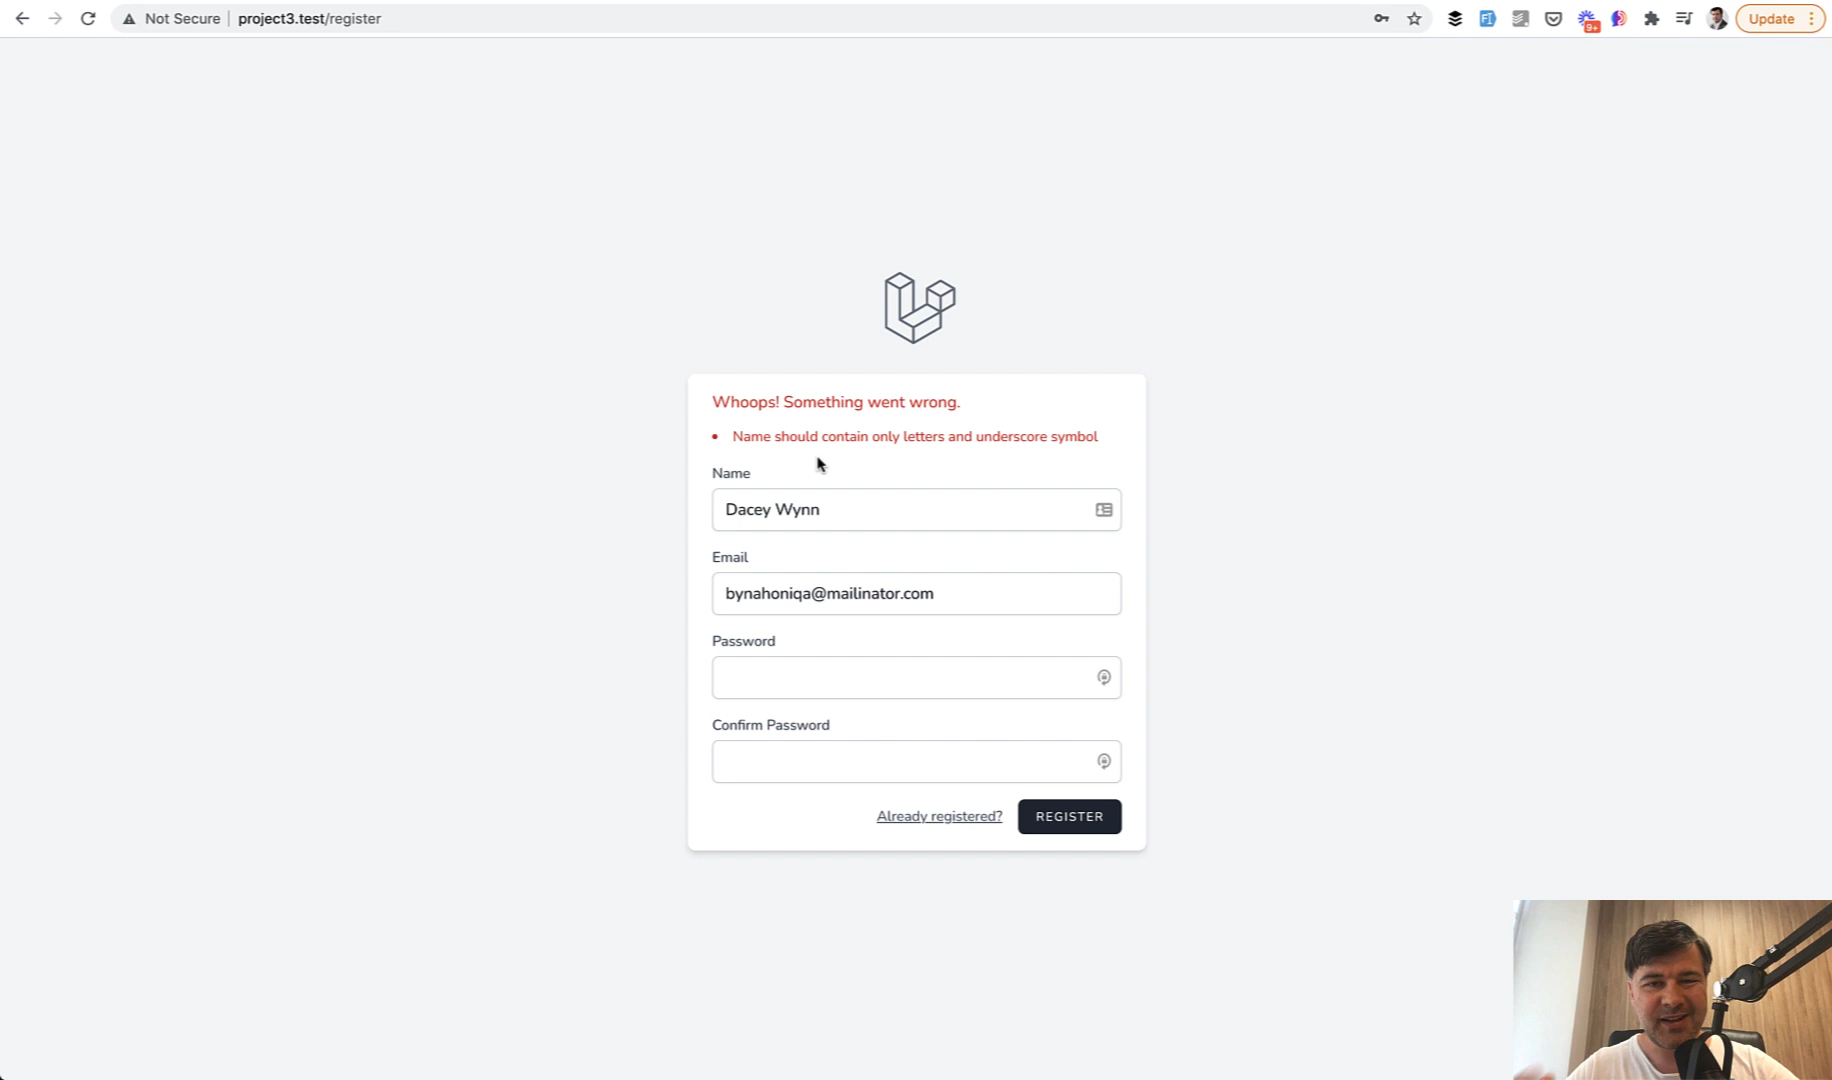 Not Secure project3.test/register
9+
Update
Whoops! Something went wrong.
Name should contain only letters and underscore symbol
Name
Dacey Wynn
Email
bynahoniqa@mailinator.com
Password
Confirm Password
Already registered?
REGISTER